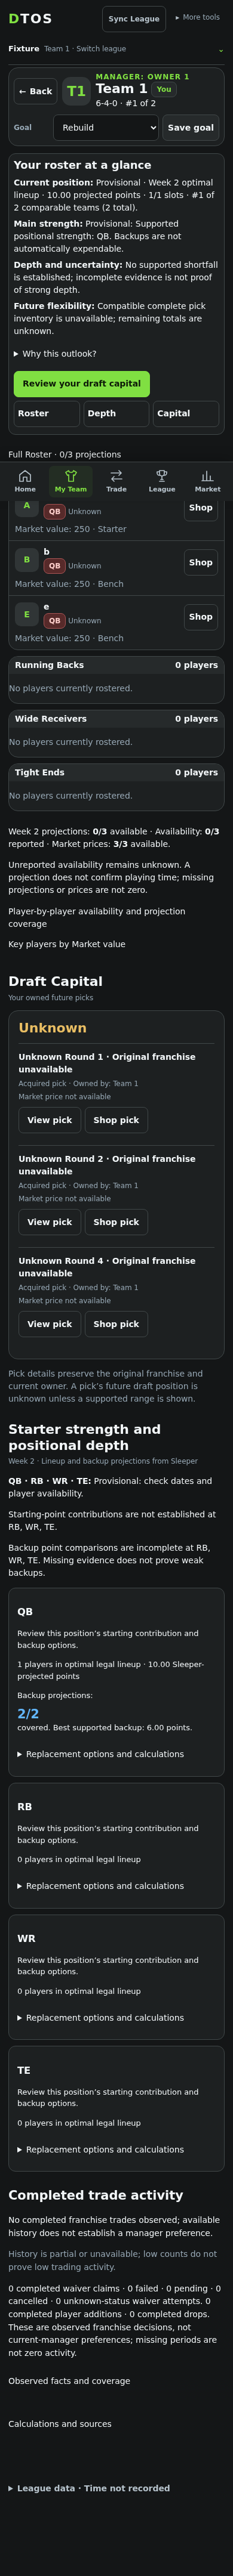 DTOS
Sync League
▸ More tools
Fixture Team 1 · Switch league
← Back
T1
MANAGER: OWNER 1
Team 1 You
6-4-0 · #1 of 2
Goal
Rebuild
Save goal
Your roster at a glance
Current position: Provisional · Week 2 optimal
lineup · 10.00 projected points · 1/1 slots · #1 of
2 comparable teams (2 total).
Main strength: Provisional: Supported
positional strength: QB. Backups are not
automatically expendable.
Depth and uncertainty: No supported shortfall
is established; incomplete evidence is not proof
of strong depth.
Future flexibility: Compatible complete pick
inventory is unavailable; remaining totals are
unknown.
▶ Why this outlook?
Review your draft capital
Roster
Depth
Capital
Full Roster · 0/3 projections
Home
My Team
Trade
League
Market
A
QB Unknown
Shop
Market value: 250 · Starter
B
b
QB Unknown
Shop
Market value: 250 · Bench
E
e
QB Unknown
Shop
Market value: 250 · Bench
Running Backs 0 players
No players currently rostered.
Wide Receivers 0 players
No players currently rostered.
Tight Ends 0 players
No players currently rostered.
Week 2 projections: 0/3 available · Availability: 0/3
reported · Market prices: 3/3 available.
Unreported availability remains unknown. A
projection does not confirm playing time; missing
projections or prices are not zero.
Player-by-player availability and projection
coverage
Key players by Market value
Draft Capital
Your owned future picks
Unknown
Unknown Round 1 · Original franchise
unavailable
Acquired pick · Owned by: Team 1
Market price not available
View pick
Shop pick
Unknown Round 2 · Original franchise
unavailable
Acquired pick · Owned by: Team 1
Market price not available
View pick
Shop pick
Unknown Round 4 · Original franchise
unavailable
Acquired pick · Owned by: Team 1
Market price not available
View pick
Shop pick
Pick details preserve the original franchise and
current owner. A pick's future draft position is
unknown unless a supported range is shown.
Starter strength and
positional depth
Week 2 · Lineup and backup projections from Sleeper
QB · RB · WR · TE: Provisional: check dates and
player availability.
Starting-point contributions are not established at
RB, WR, TE.
Backup point comparisons are incomplete at RB,
WR, TE. Missing evidence does not prove weak
backups.
QB
Review this position's starting contribution and
backup options.
1 players in optimal legal lineup · 10.00 Sleeper-
projected points
Backup projections:
2/2
covered. Best supported backup: 6.00 points.
▶ Replacement options and calculations
RB
Review this position's starting contribution and
backup options.
0 players in optimal legal lineup
▶ Replacement options and calculations
WR
Review this position's starting contribution and
backup options.
0 players in optimal legal lineup
▶ Replacement options and calculations
TE
Review this position's starting contribution and
backup options.
0 players in optimal legal lineup
▶ Replacement options and calculations
Completed trade activity
No completed franchise trades observed; available
history does not establish a manager preference.
History is partial or unavailable; low counts do not
prove low trading activity.
0 completed waiver claims · 0 failed · 0 pending · 0
cancelled · 0 unknown-status waiver attempts. 0
completed player additions · 0 completed drops.
These are observed franchise decisions, not
current-manager preferences; missing periods are
not zero activity.
Observed facts and coverage
Calculations and sources
▶ League data · Time not recorded